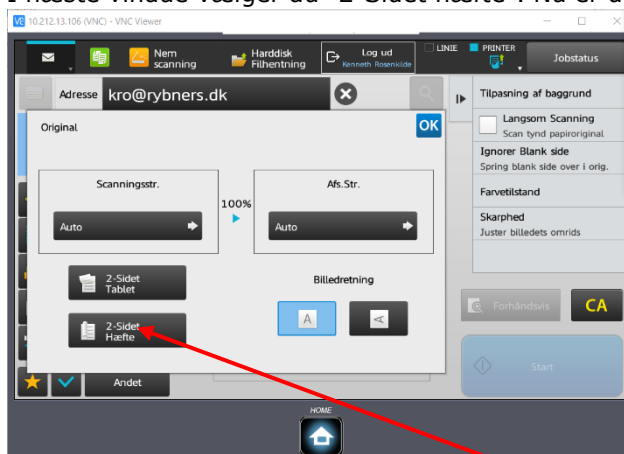 I næste vindue vælger du "2-Sidet hæfte". Nu er d
10.212.13.106 (VNC) - VNC Viewer
Nem scanning
Harddisk Filhentning
Log ud
Kenneth Rosenkilde
LINIE
PRINTER
Jobstatus
Adresse kro@rybners.dk
Original
OK
Scanningsstr.
100%
Afs.Str.
Auto
Auto
2-Sidet
Tablet
Billedretning
2-Sidet
Hæfte
A
A
Andet
Tilpasning af baggrund
Langsom Scanning
Scan tynd papiroriginal
Ignorer Blank side
Spring blank side over i orig.
Farvetilstand
Skarphed
Juster billedets omrids
Forhåndsvis
CA
Start
HOME